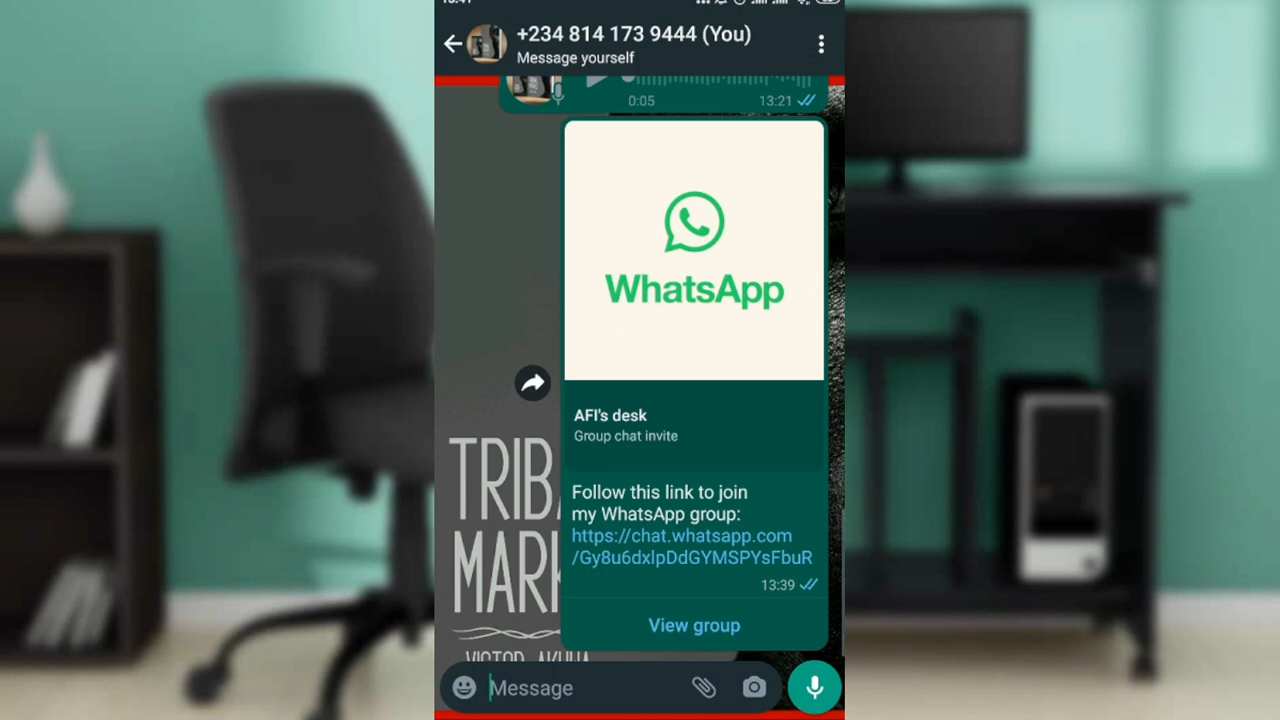 +234 814 173 9444 (You)
Message yourself
0:05
13:21
WhatsApp
AFI's desk
Group chat invite
TRIBA
MARK
Follow this link to join
my WhatsApp group:
https://chat.whatsapp.com
/Gy8u6dxlpDdGYMSPYsFbuR
13:39
View group
Message